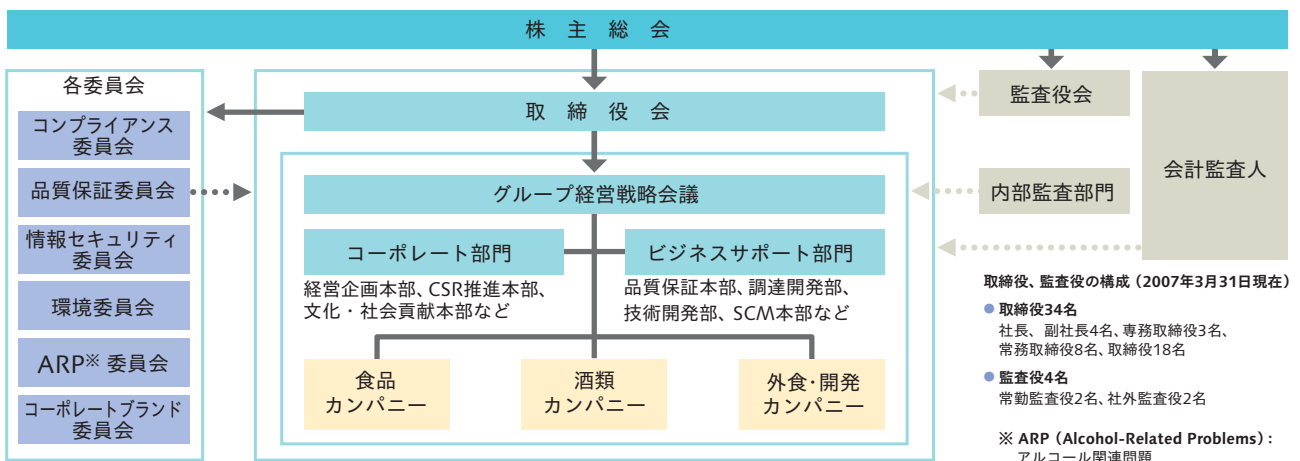 株主総会
各委員会
コンプライアンス
委員会
品質保証委員会
情報セキュリティ
委員会
環境委員会
ARP※ 委員会
コーポレートブランド
委員会
取締役会
グループ経営戦略会議
コーポレート部門
経営企画本部、CSR推進本部、
文化・社会貢献本部など
ビジネスサポート部門
品質保証本部、調達開発部、
技術開発部、SCM本部など
食品
カンパニー
酒類
カンパニー
外食・開発
カンパニー
監査役会
内部監査部門
会計監査人
取締役、監査役の構成（2007年3月31日現在）
● 取締役34名
社長、副社長4名、専務取締役3名、
常務取締役8名、取締役18名
● 監査役4名
常勤監査役2名、社外監査役2名
※ ARP（Alcohol-Related Problems）：
アルコール関連問題